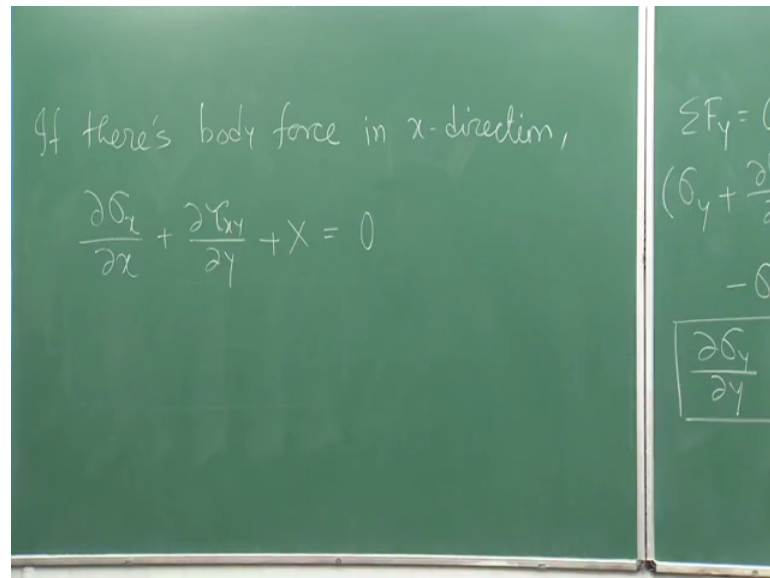 If there's body force in x-direction,
∂σx/∂x + ∂τxy/∂y + X = 0
ΣFy =
(σy + ∂
- σ
∂σy/∂y